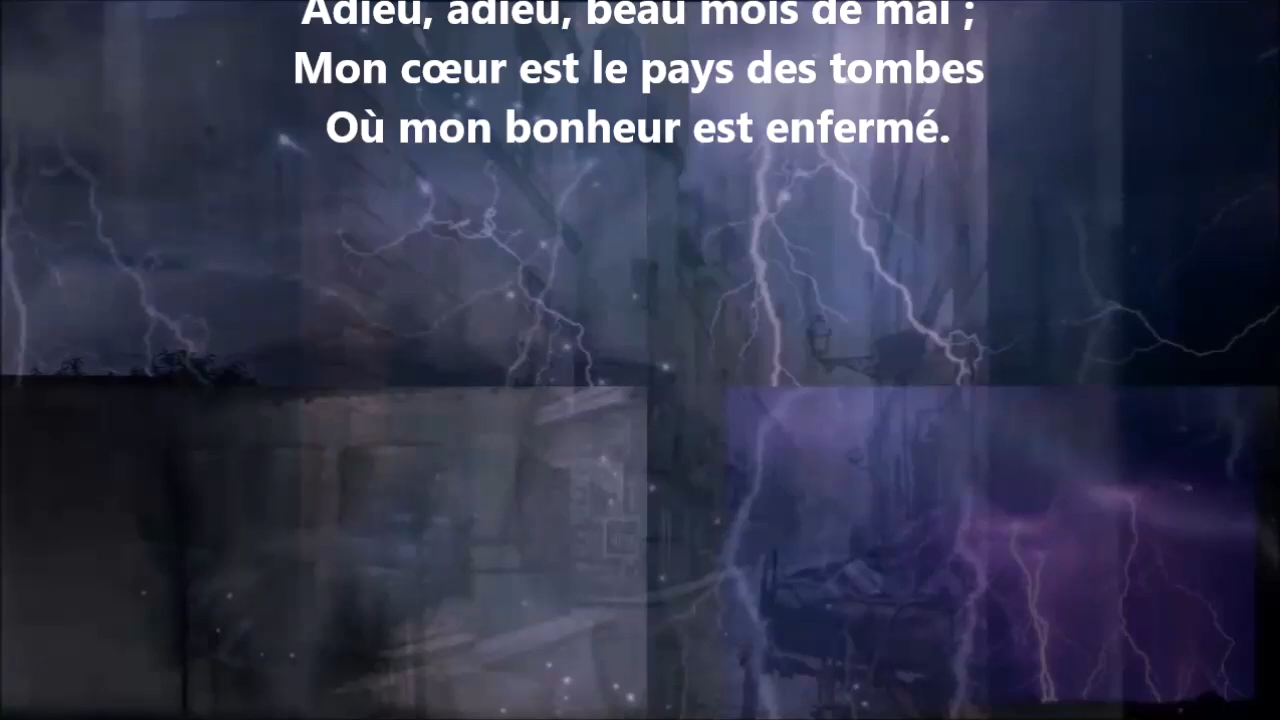 Adieu, adieu, beau mois de mai ;
Mon cœur est le pays des tombes
Où mon bonheur est enfermé.